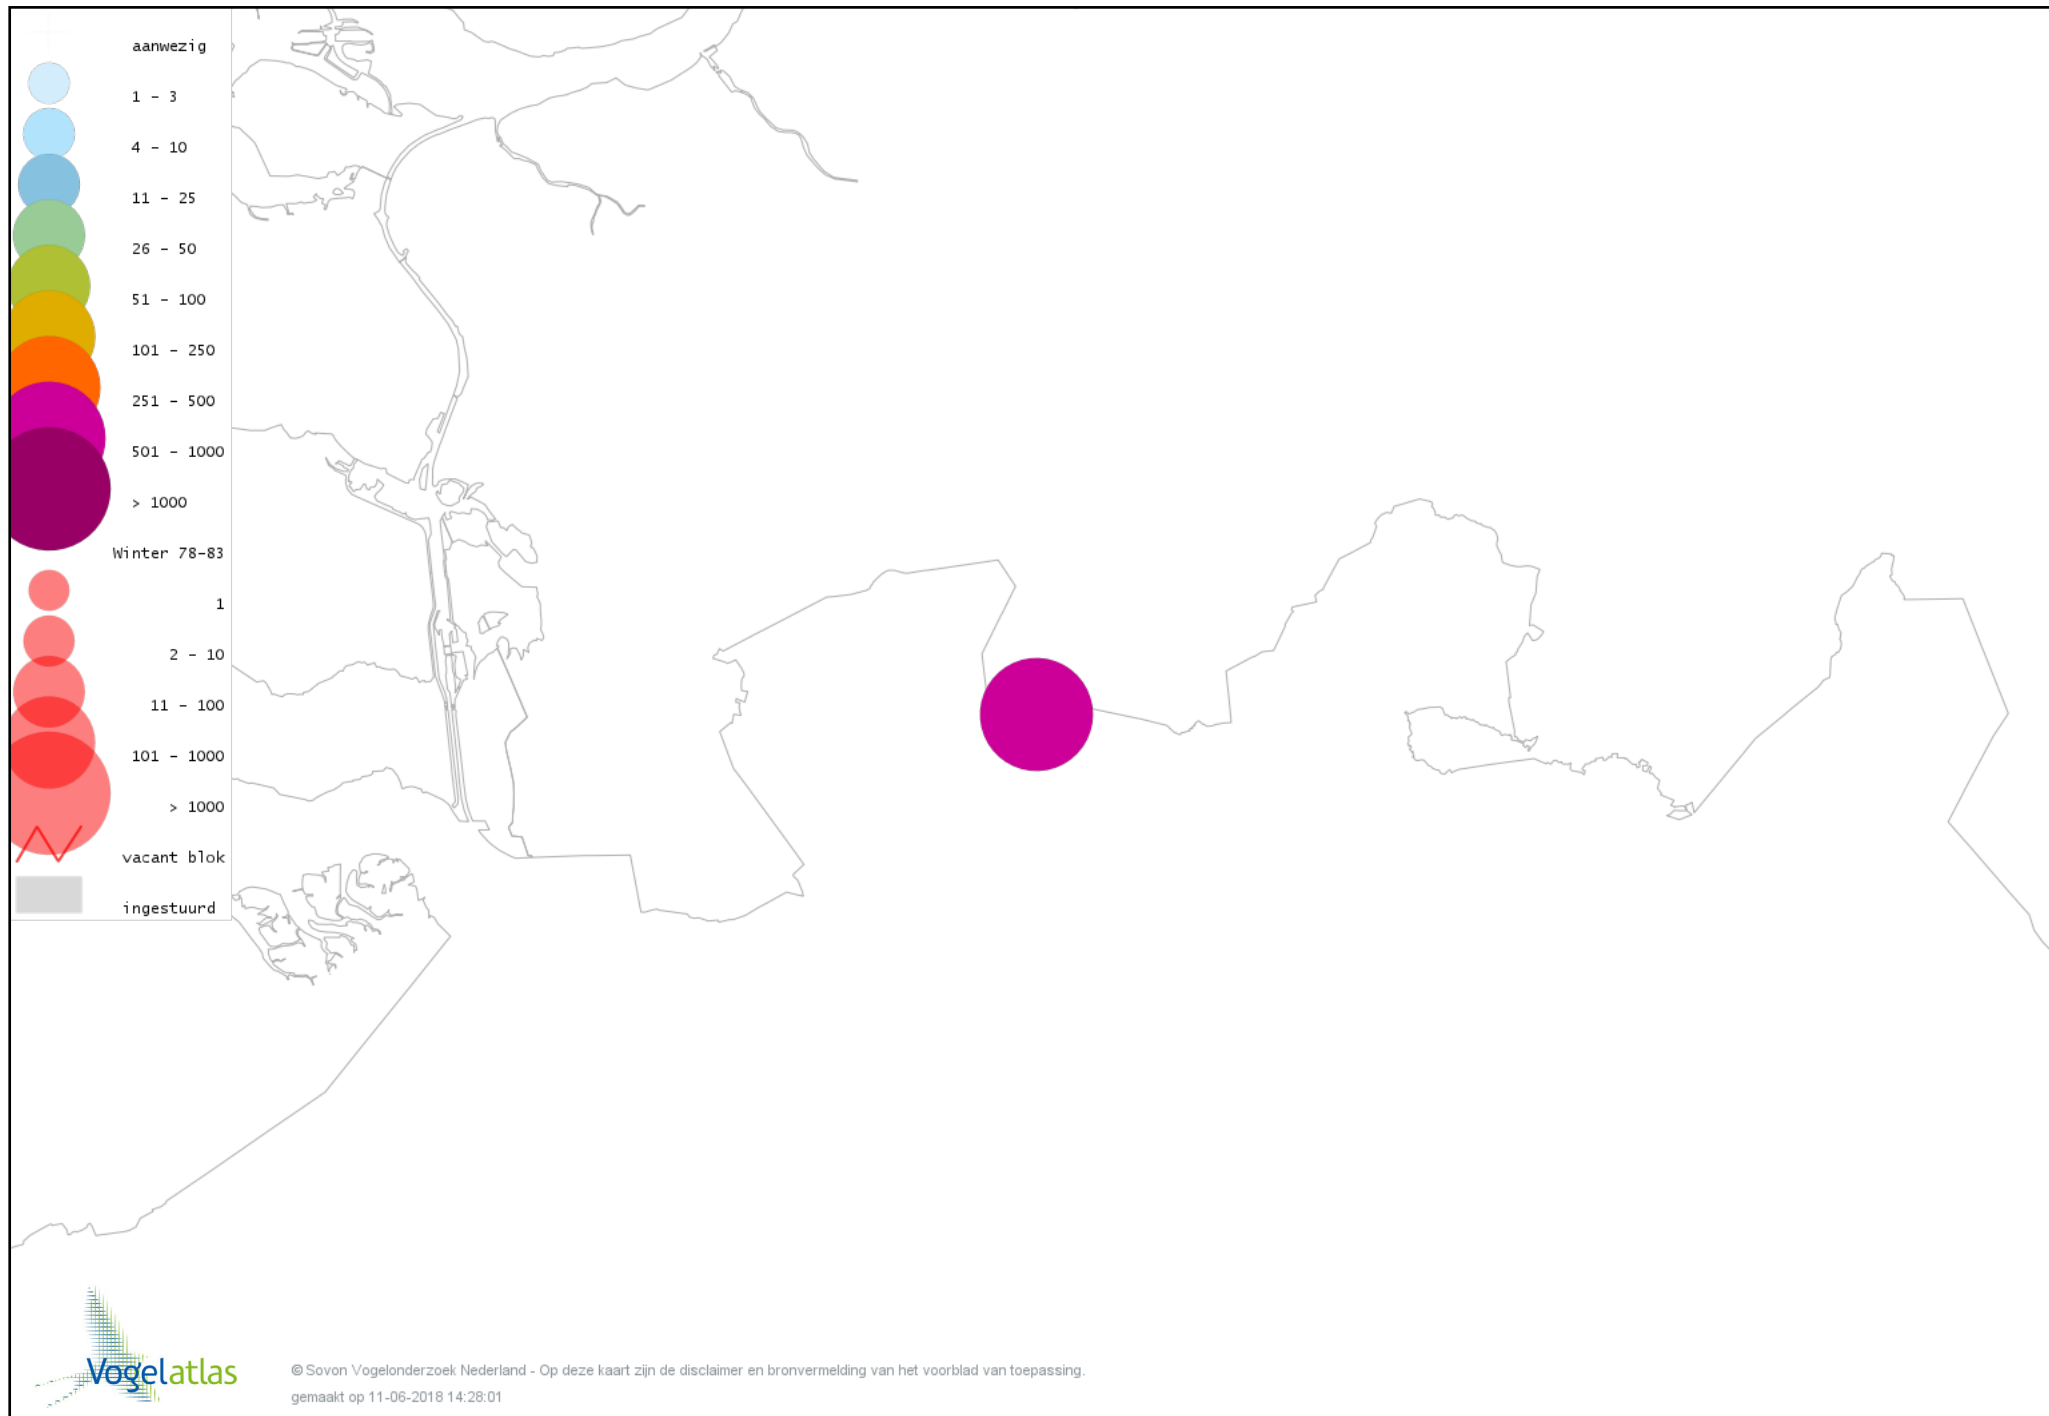 aanwezig
1 - 3
4 - 10
11 - 25
26 - 50
51 - 100
101 - 250
251 - 500
501 - 1000
> 1000
Winter 78-83
1
2 - 10
11 - 100
101 - 1000
> 1000
vacant blok
ingestuurd
Vogelatlas
© Sovon Vogelonderzoek Nederland - Op deze kaart zijn de disclaimer en bronvermelding van het voorblad van toepassing.
gemaakt op 11-06-2018 14:28:01